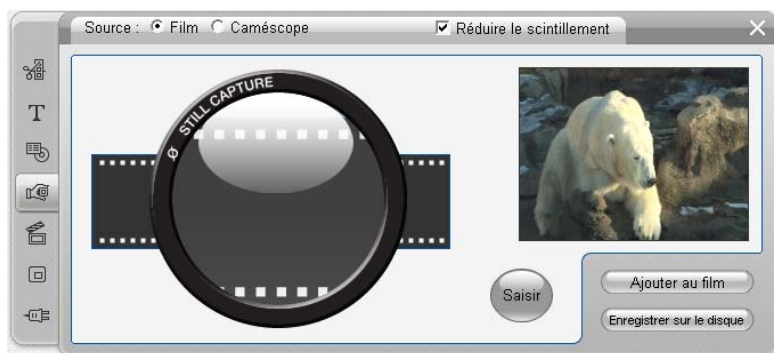 Source : Film Caméscope Réduire le scintillement
T
Ø STILL CAPTURE
Saisir
Ajouter au film
Enregistrer sur le disque